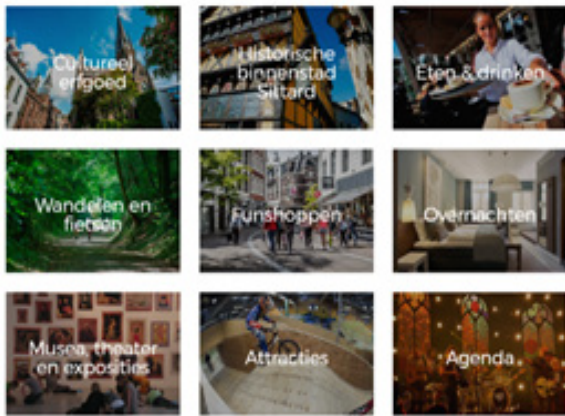 Cultureel
erfgoed
Historische
binnenstad
Sittard
Eten & drinken
Wandelen en
fietsen
Funshoppen
Overnachten
Musea, theater
en exposities
Attracties
Agenda